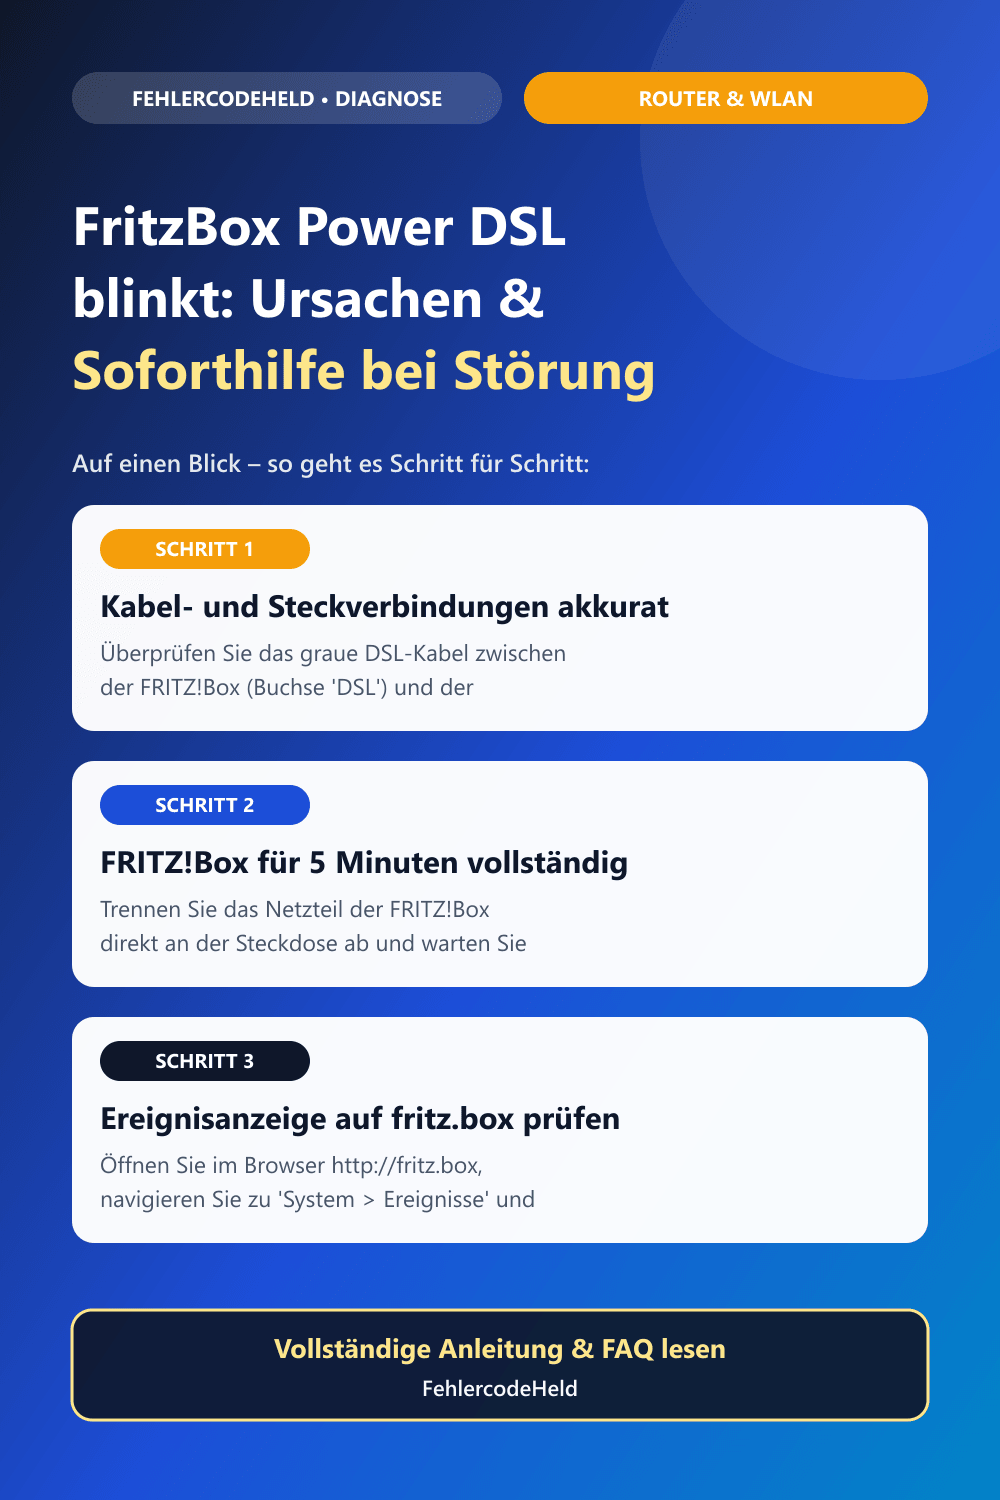 FEHLERCODEHELD • DIAGNOSE
ROUTER & WLAN
FritzBox Power DSL
blinkt: Ursachen &
Soforthilfe bei Störung
Auf einen Blick – so geht es Schritt für Schritt:
SCHRITT 1
Kabel- und Steckverbindungen akkurat
Überprüfen Sie das graue DSL-Kabel zwischen
der FRITZ!Box (Buchse 'DSL') und der
SCHRITT 2
FRITZ!Box für 5 Minuten vollständig
Trennen Sie das Netzteil der FRITZ!Box
direkt an der Steckdose ab und warten Sie
SCHRITT 3
Ereignisanzeige auf fritz.box prüfen
Öffnen Sie im Browser http://fritz.box,
navigieren Sie zu 'System > Ereignisse' und
Vollständige Anleitung & FAQ lesen
FehlercodeHeld